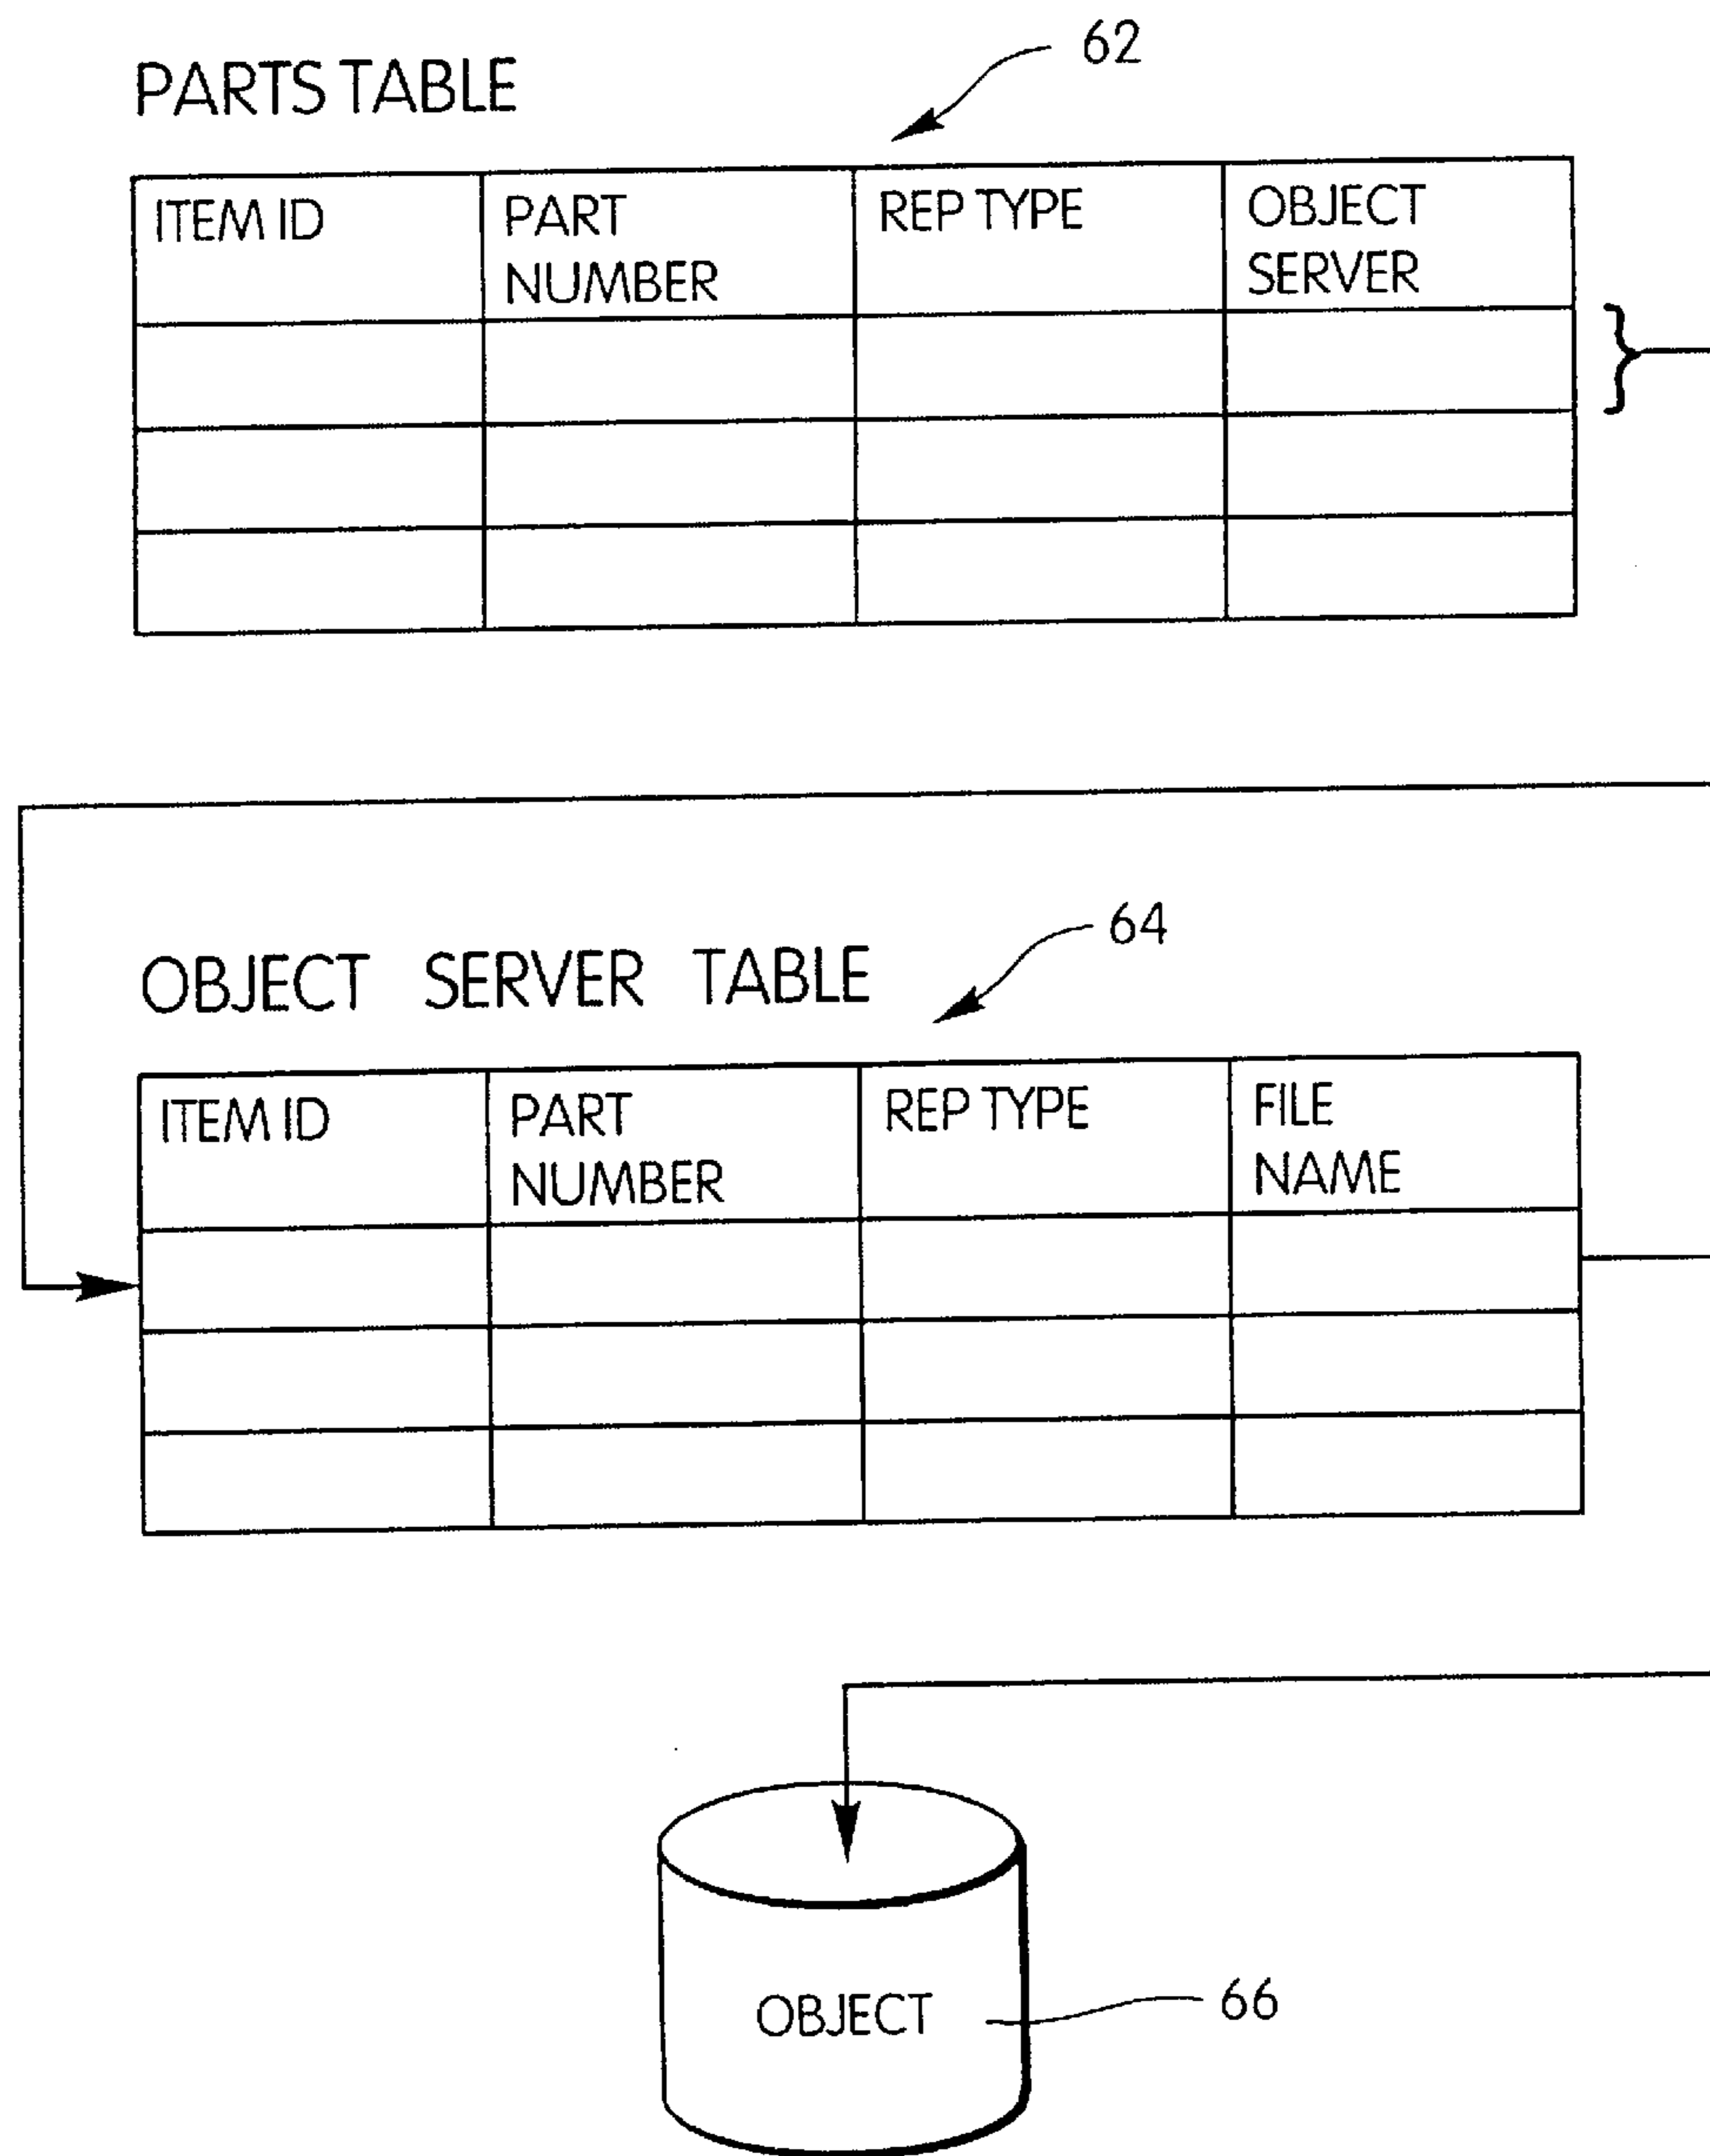 62
PARTS TABLE
ITEM ID
PART
NUMBER
REP TYPE
OBJECT
SERVER
64
OBJECT SERVER TABLE
ITEM ID
PART
NUMBER
REP TYPE
FILE
NAME
OBJECT
66